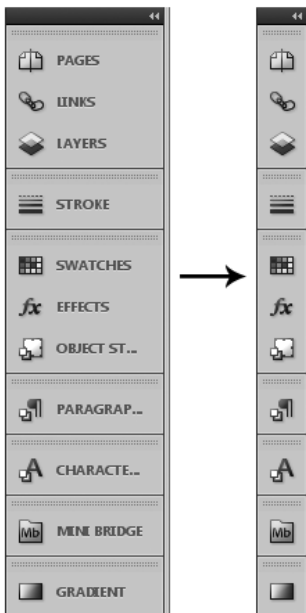 PAGES
LINKS
LAYERS
STROKE
SWATCHES
fx EFFECTS fx
OBJECT ST...
PARAGRAP...
A CHARACTE... A
Mb MINI BRIDGE Mb
GRADIENT